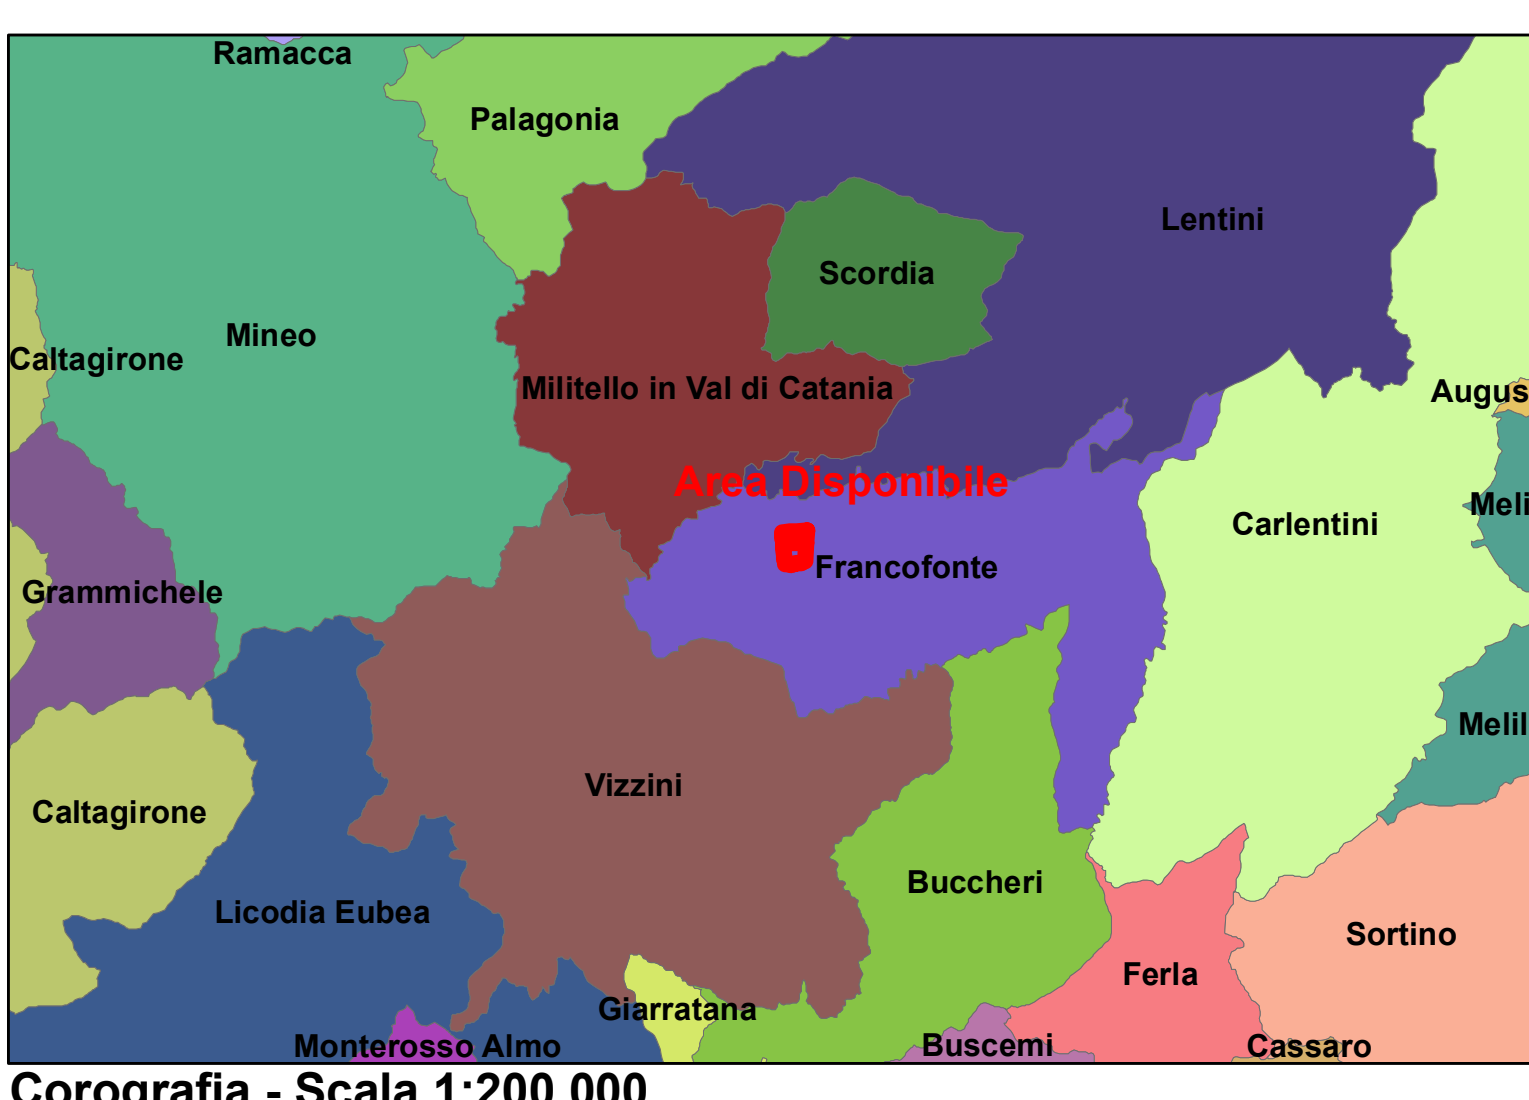 Ramacca
Palagonia
Lentini
Scordia
Mineo
Caltagirone
Militello in Val di Catania
Augus
Area Disponibile
Meli
Carlentini
Francofonte
Grammichele
Melil
Vizzini
Caltagirone
Buccheri
Licodia Eubea
Sortino
Ferla
Giarratana
Monterosso Almo
Buscemi
Cassaro
Corografia - Scala 1:200.000